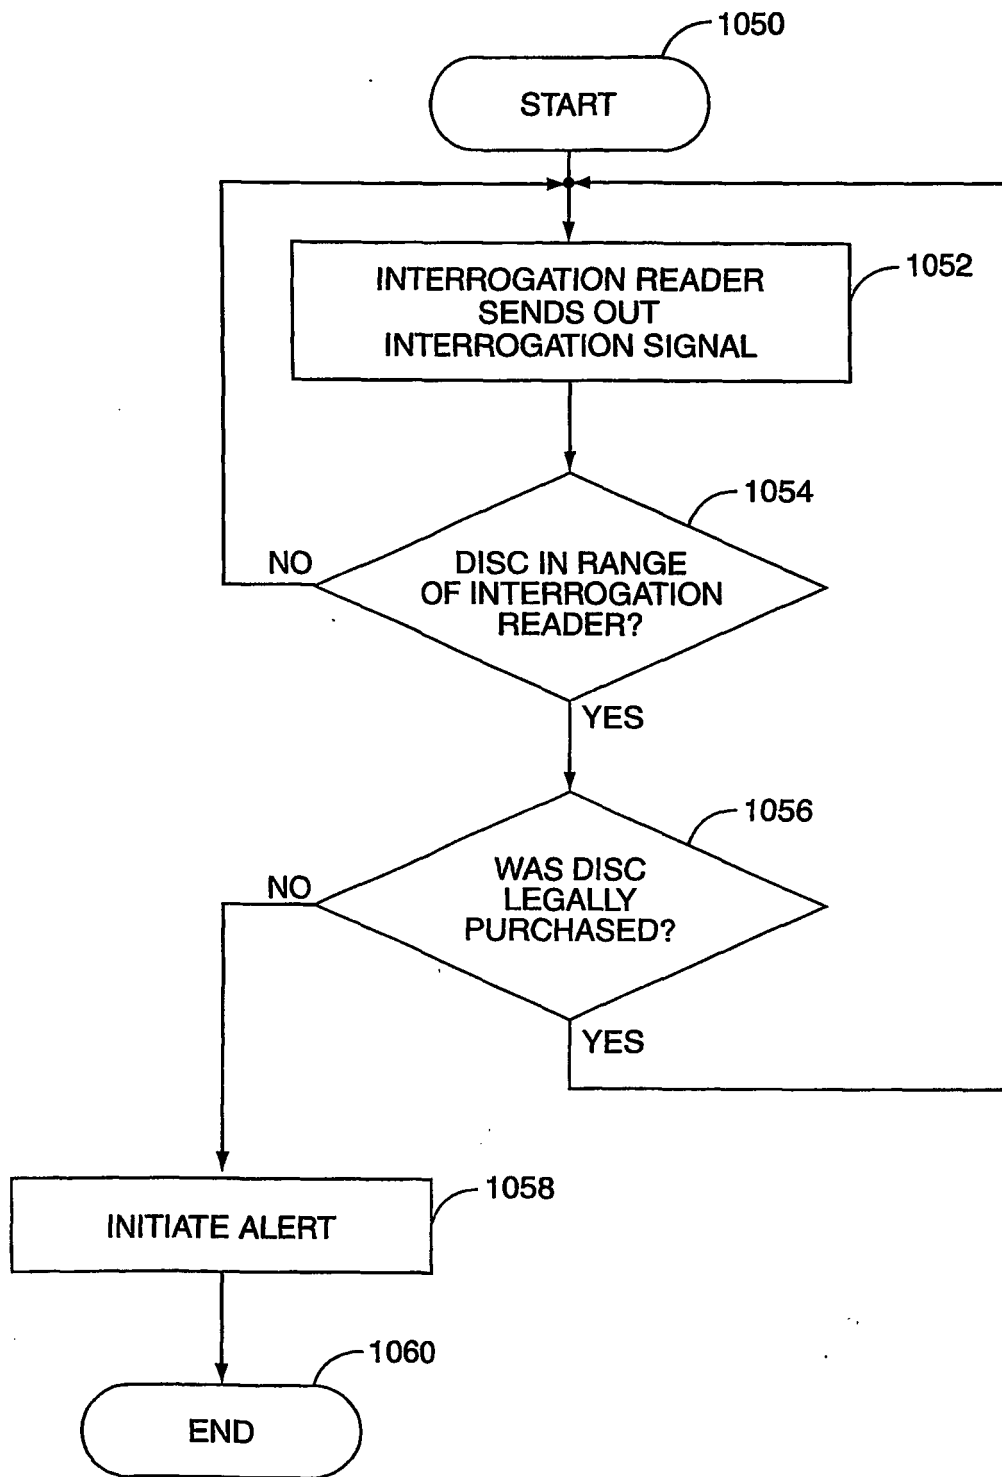 1050
START
INTERROGATION READER
SENDS OUT
INTERROGATION SIGNAL
1052
1054
DISC IN RANGE
OF INTERROGATION
READER?
NO
YES
1056
WAS DISC
LEGALLY
PURCHASED?
NO
YES
1058
INITIATE ALERT
1060
END